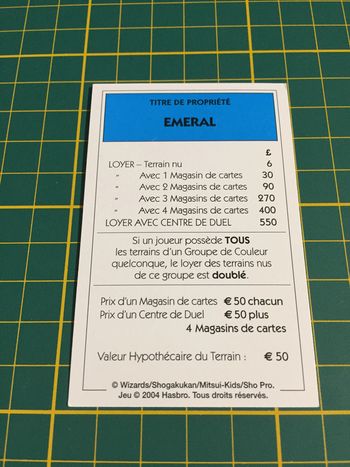 TITRE DE PROPRIÉTÉ
EMERAL
£
LOYER – Terrain nu 6
" Avec 1 Magasin de cartes 30
" Avec 2 Magasins de cartes 90
" Avec 3 Magasins de cartes 270
" Avec 4 Magasins de cartes 400
LOYER AVEC CENTRE DE DUEL 550
Si un joueur possède TOUS
les terrains d'un Groupe de Couleur
quelconque, le loyer des terrains nus
de ce groupe est doublé.
Prix d'un Magasin de cartes € 50 chacun
Prix d'un Centre de Duel € 50 plus
4 Magasins de cartes
Valeur Hypothécaire du Terrain : € 50
© Wizards/Shogakukan/Mitsui-Kids/Sho Pro.
Jeu © 2004 Hasbro. Tous droits réservés.